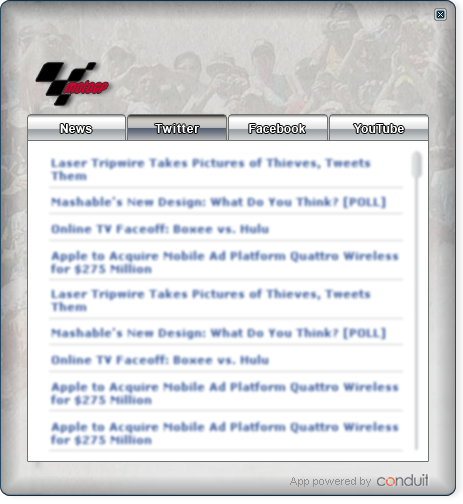 motoGP
News
Twitter
Facebook
YouTube
Laser Tripwire Takes Pictures of Thieves, Tweets
Them
Mashable's New Design: What Do You Think? [POLL]
Online TV Faceoff: Boxee vs. Hulu
Apple to Acquire Mobile Ad Platform Quattro Wireless
for $275 Million
Laser Tripwire Takes Pictures of Thieves, Tweets
Them
Mashable's New Design: What Do You Think? [POLL]
Online TV Faceoff: Boxee vs. Hulu
Apple to Acquire Mobile Ad Platform Quattro Wireless
for $275 Million
Apple to Acquire Mobile Ad Platform Quattro Wireless
for $275 Million
App powered by conduit